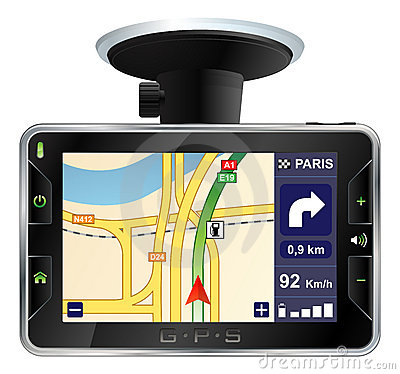 A1
E19
PARIS
N412
D24
0,9 km
92 Km/h
G·P·S
© dreamstime.com